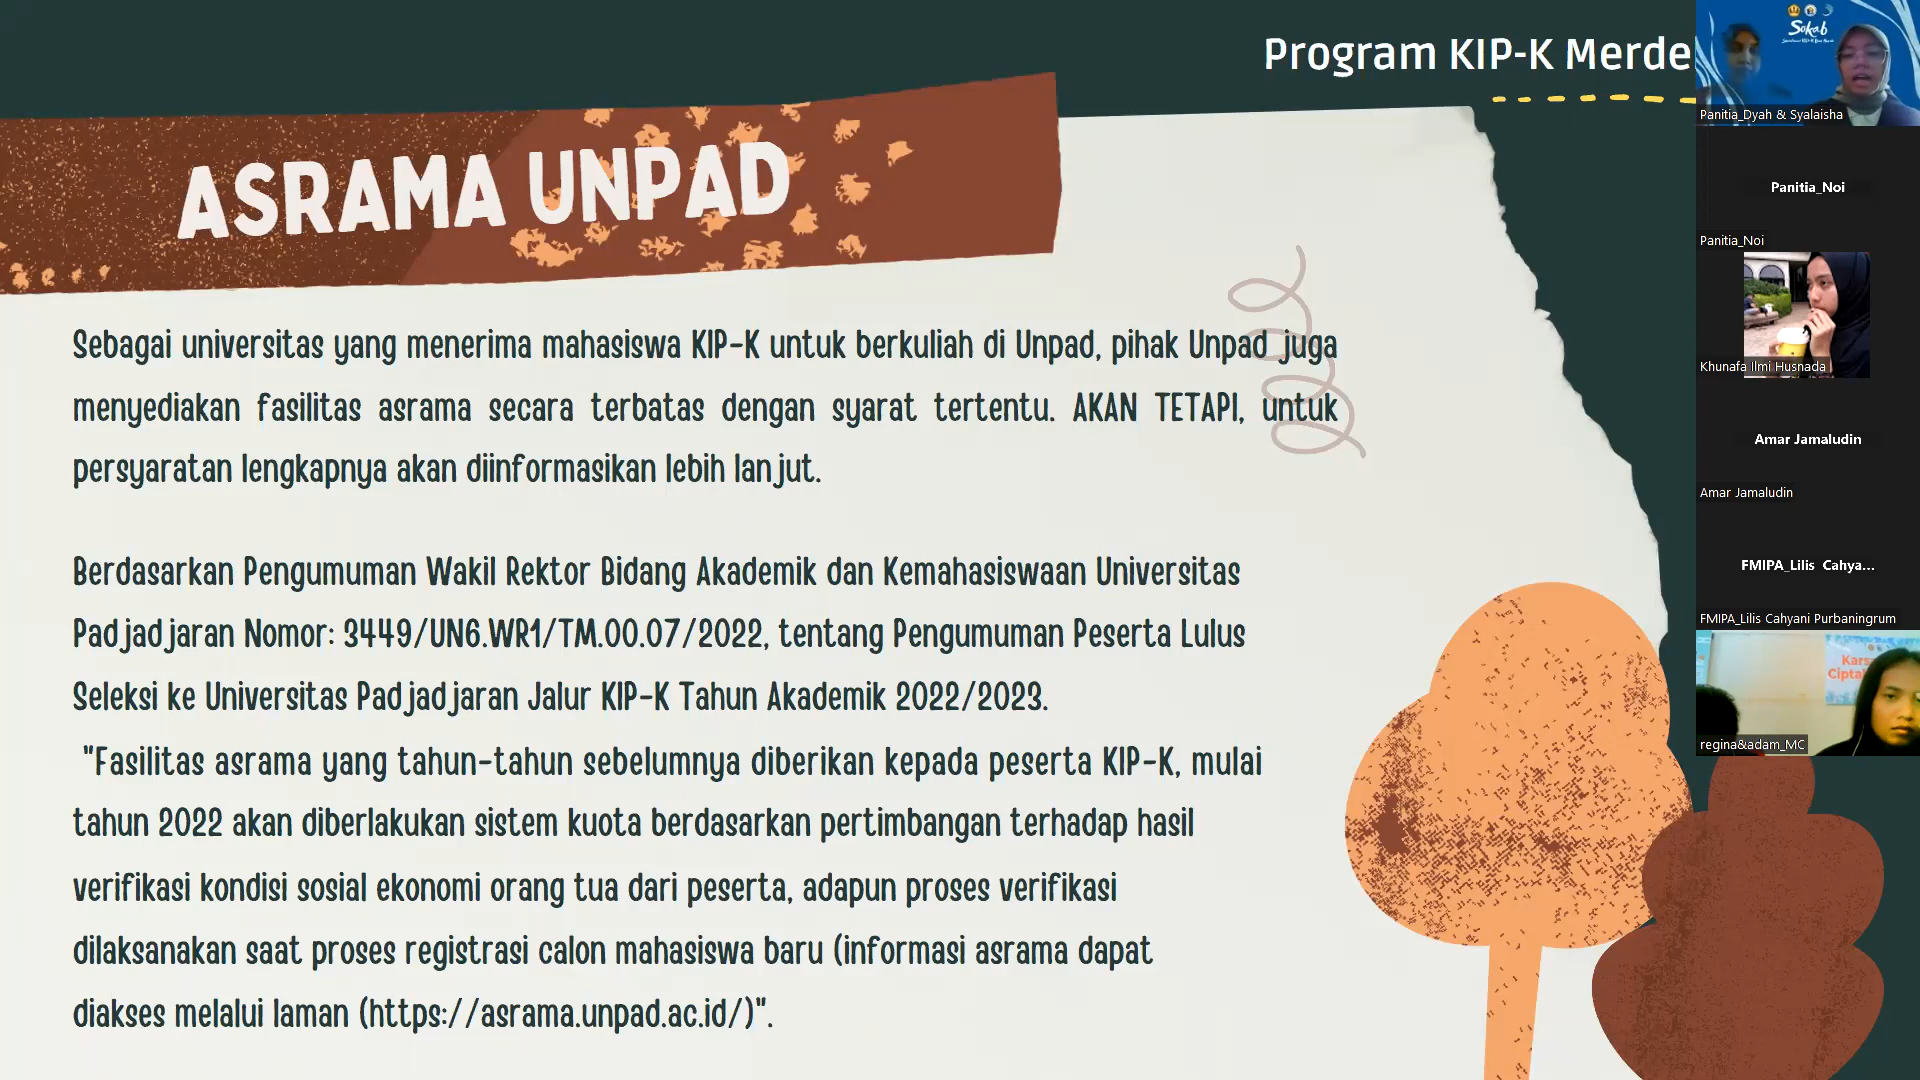 Program KIP-K Merde
ASRAMA UNPAD
Sebagai universitas yang menerima mahasiswa KIP-K untuk berkuliah di Unpad, pihak Unpad juga
menyediakan fasilitas asrama secara terbatas dengan syarat tertentu. AKAN TETAPI, untuk
persyaratan lengkapnya akan diinformasikan lebih lanjut.
Berdasarkan Pengumuman Wakil Rektor Bidang Akademik dan Kemahasiswaan Universitas
Padjadjaran Nomor: 3449/UN6.WR1/TM.00.07/2022, tentang Pengumuman Peserta Lulus
Seleksi ke Universitas Padjadjaran Jalur KIP-K Tahun Akademik 2022/2023.
"Fasilitas asrama yang tahun-tahun sebelumnya diberikan kepada peserta KIP-K, mulai
tahun 2022 akan diberlakukan sistem kuota berdasarkan pertimbangan terhadap hasil
verifikasi kondisi sosial ekonomi orang tua dari peserta, adapun proses verifikasi
dilaksanakan saat proses registrasi calon mahasiswa baru (informasi asrama dapat
diakses melalui laman (https://asrama.unpad.ac.id/)".
Sokab
Panitia_Dyah & Syalaisha
Panitia_Noi
Panitia_Noi
Khunafa Ilmi Husnada
Amar Jamaludin
Amar Jamaludin
FMIPA_Lilis Cahya...
FMIPA_Lilis Cahyani Purbaningrum
Kars
Cipta
regina&adam_MC